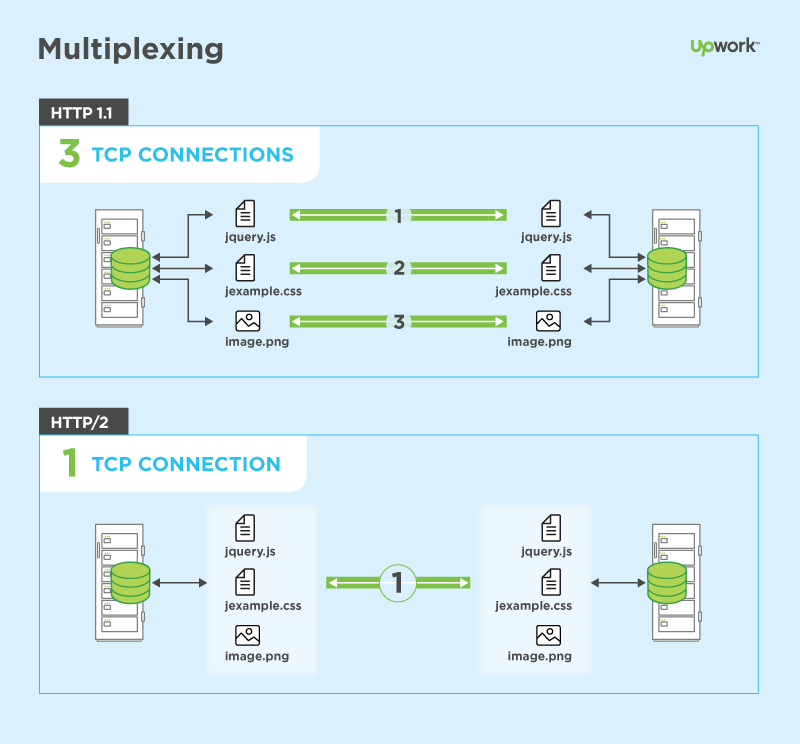 Multiplexing
Upwork™
HTTP 1.1
3 TCP CONNECTIONS
jquery.js 1 jquery.js
jexample.css 2 jexample.css
image.png 3 image.png
HTTP/2
1 TCP CONNECTION
jquery.js jquery.js
jexample.css 1 jexample.css
image.png image.png